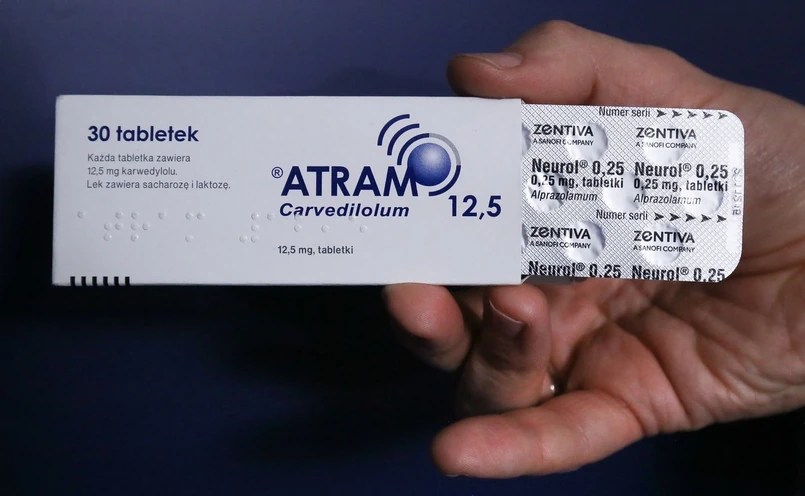 30 tabletek
Każda tabletka zawiera
12,5 mg karwedylolu.
Lek zawiera sacharozę i laktozę.
® ATRAM 12,5
Carvedilolum
12,5 mg, tabletki
Numer serii
ZENTIVA ZENTIVA
A SANOFI COMPANY A SANOFI COMPANY
Neurol® 0,25 Neurol® 0,25
0,25 mg, tabletki 0,25 mg, tabletki
Alprazolamum Alprazolamum
Numer serii
ZENTIVA ZENTIVA
A SANOFI COMPANY A SANOFI COMPANY
Neurol® 0,25 Neurol® 0,25